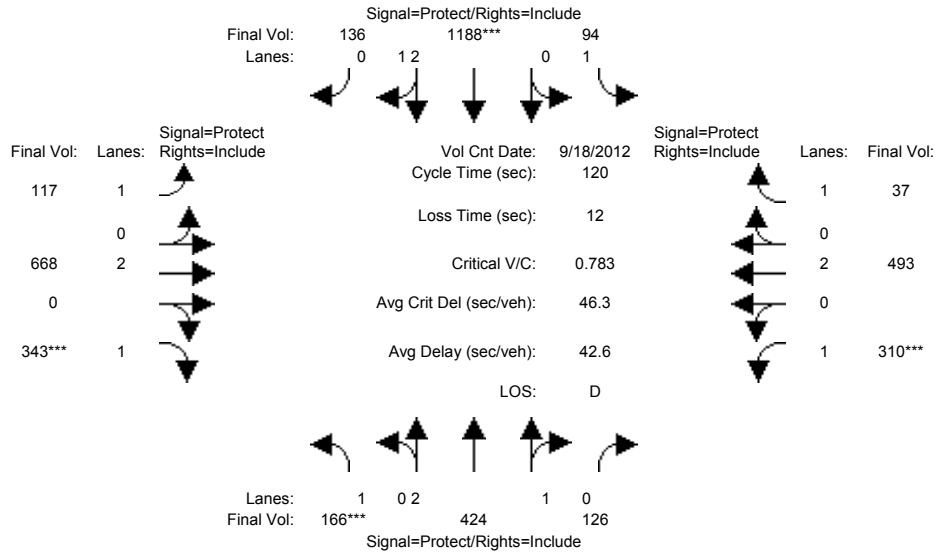 Signal=Protect/Rights=Include
Final Vol: 136 1188*** 94
Lanes: 0 1 2 0 1
Signal=Protect
Final Vol: Lanes: Rights=Include
Vol Cnt Date: 9/18/2012
Signal=Protect
Rights=Include Lanes: Final Vol:
Cycle Time (sec): 120
117 1
1 37
Loss Time (sec): 12
0
0
668 2
Critical V/C: 0.783
2 493
0
Avg Crit Del (sec/veh): 46.3
0
343*** 1
Avg Delay (sec/veh): 42.6
1 310***
LOS: D
Lanes: 1 0 2 1 0
Final Vol: 166*** 424 126
Signal=Protect/Rights=Include